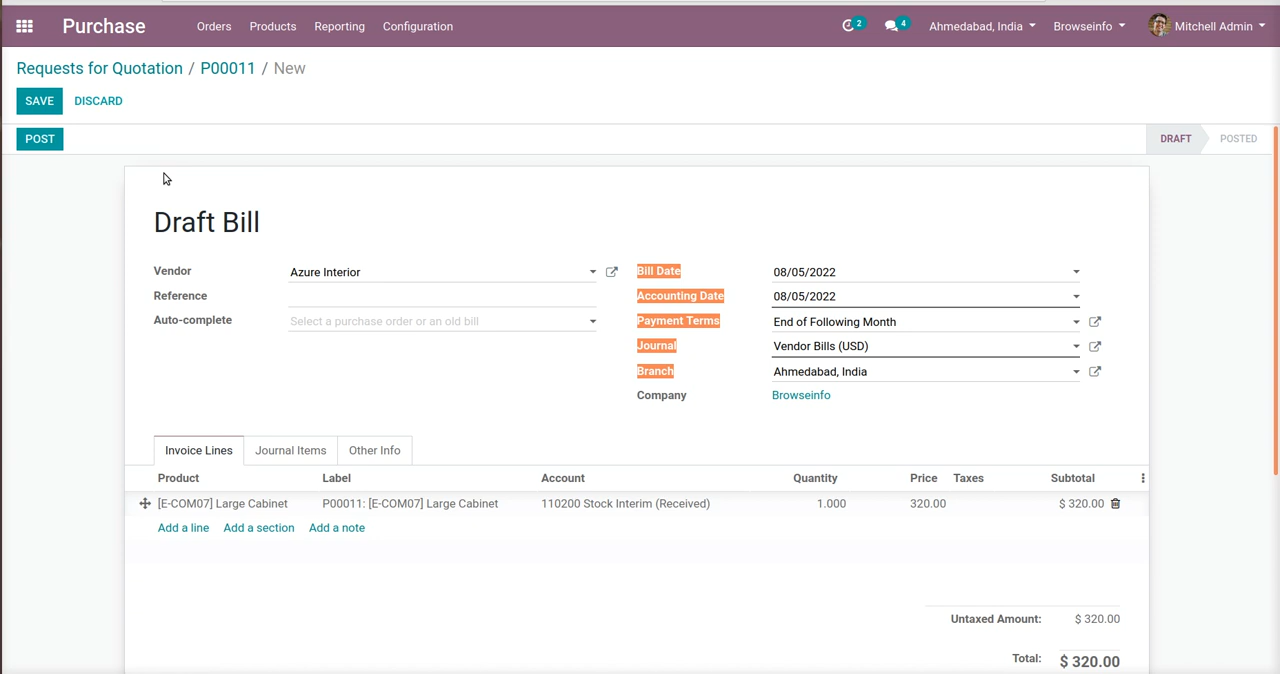 Purchase Orders Products Reporting Configuration 2 4 Ahmedabad, India Browseinfo Mitchell Admin
Requests for Quotation / P00011 / New
SAVE DISCARD
POST DRAFT POSTED
Draft Bill
Vendor Azure Interior Bill Date 08/05/2022
Reference Accounting Date 08/05/2022
Auto-complete Select a purchase order or an old bill Payment Terms End of Following Month
Journal Vendor Bills (USD)
Branch Ahmedabad, India
Company Browseinfo
Invoice Lines Journal Items Other Info
Product Label Account Quantity Price Taxes Subtotal
[E-COM07] Large Cabinet P00011: [E-COM07] Large Cabinet 110200 Stock Interim (Received) 1.000 320.00 $ 320.00
Add a line Add a section Add a note
Untaxed Amount: $ 320.00
Total: $ 320.00